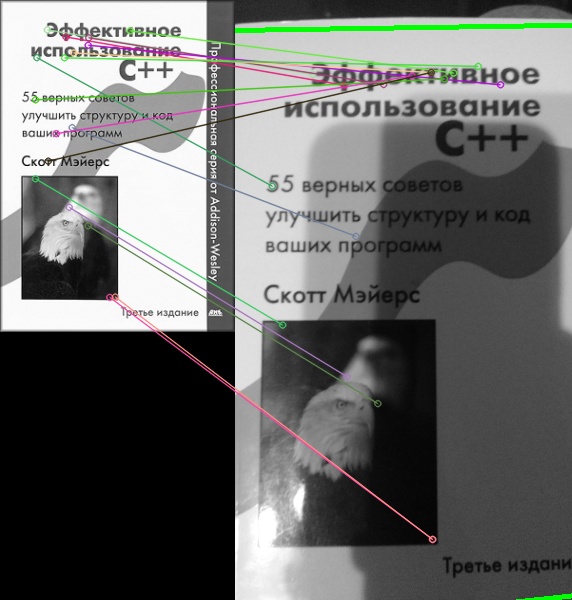 Эффективное
использование
C++
55 верных советов
улучшить структуру и код
ваших программ
Скотт Мэйерс
Третье издание
Профессиональная серия от Addison-Wesley
Эффективное
использование
C++
55 верных советов
улучшить структуру и код
ваших программ
Скотт Мэйерс
Третье издани